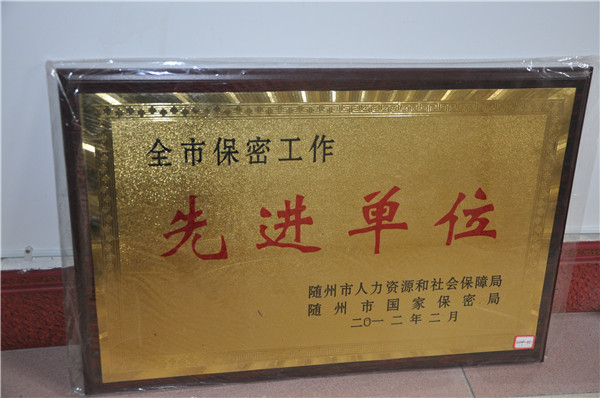 全市保密工作
先进单位
随州市人力资源和社会保障局
随州市国家保密局
二〇一二年二月